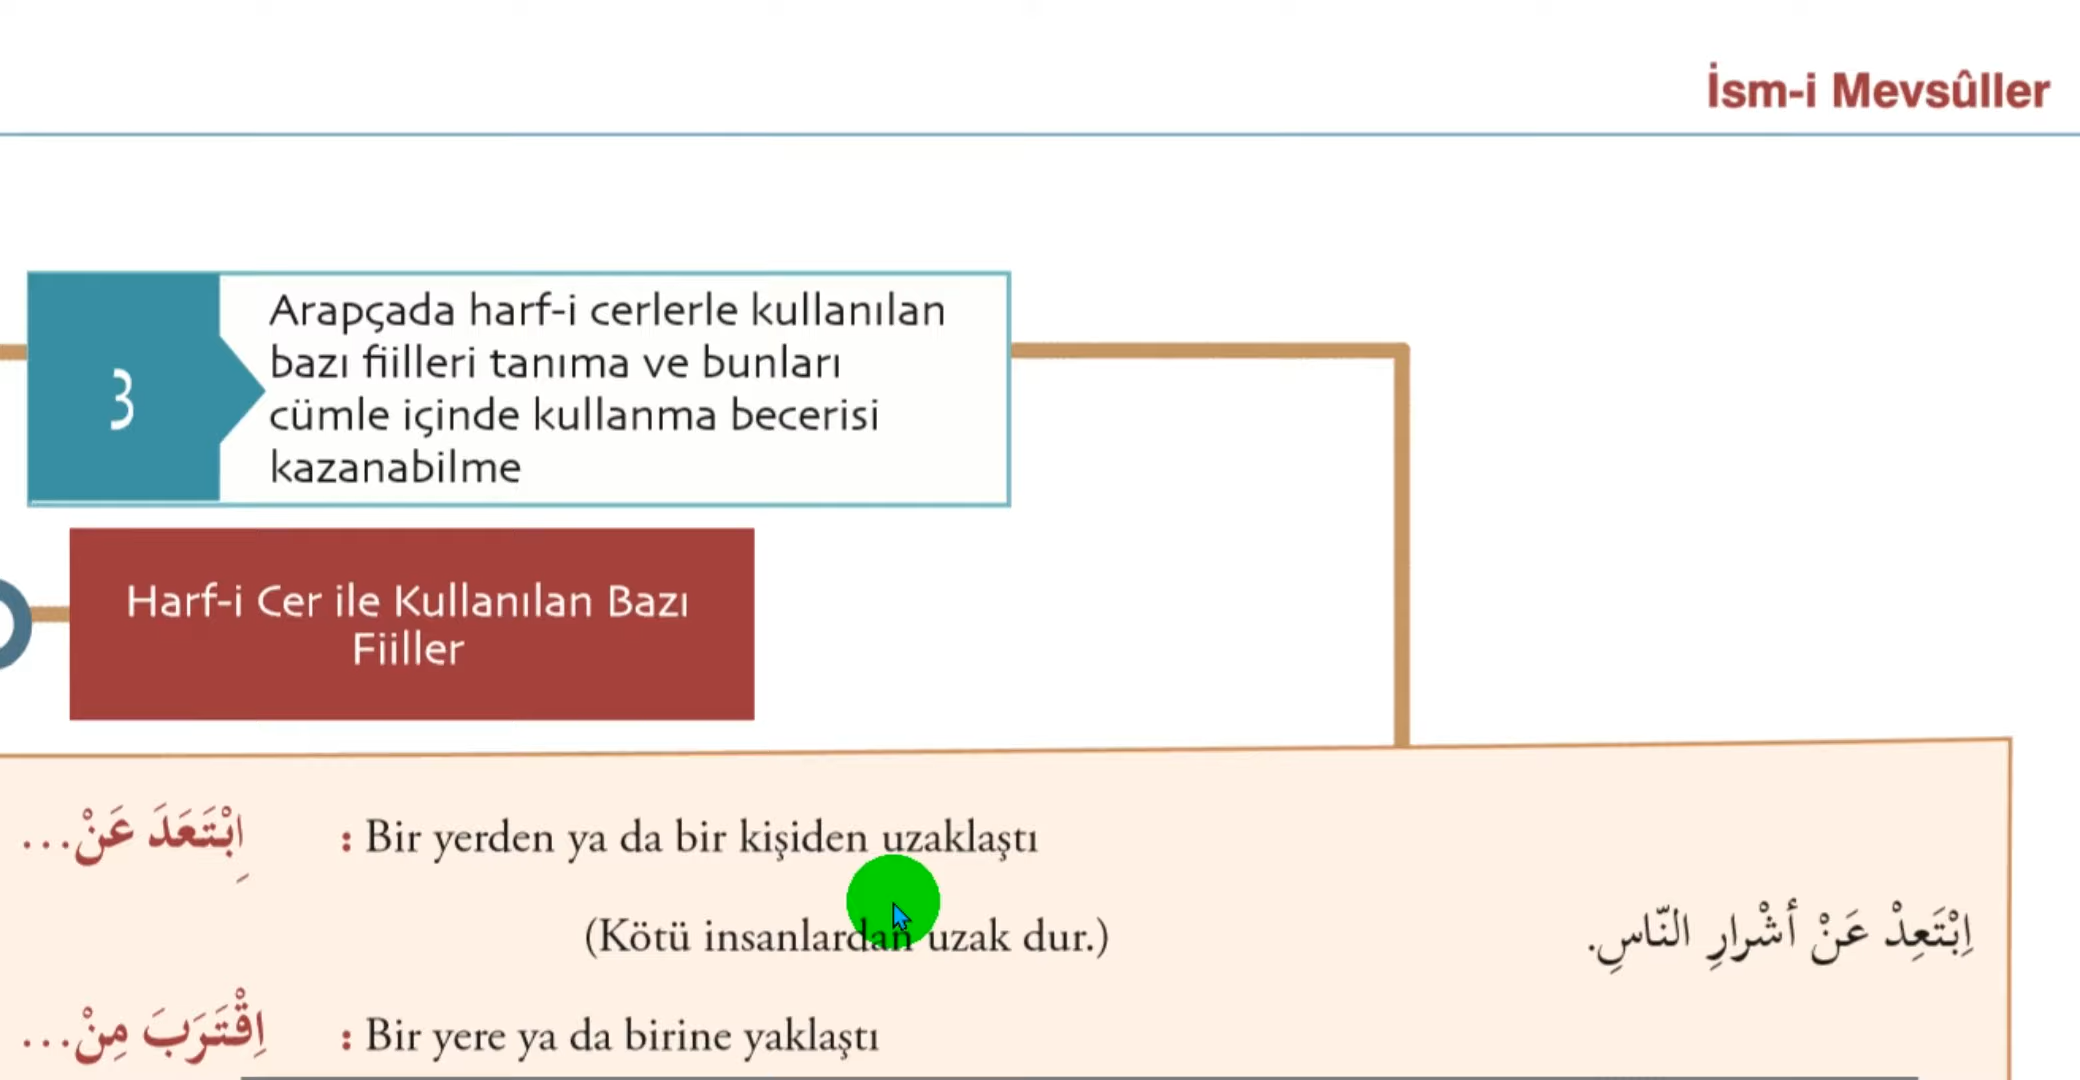 İsm-i Mevsûller
3
Arapçada harf-i cerlerle kullanılan
bazı fiilleri tanıma ve bunları
cümle içinde kullanma becerisi
kazanabilme
Harf-i Cer ile Kullanılan Bazı
Fiiller
اِبْتَعَدَ عَنْ... : Bir yerden ya da bir kişiden uzaklaştı
(Kötü insanlardan uzak dur.) اِبْتَعِدْ عَنْ أشْرارِ النّاسِ.
اِقْتَرَبَ مِنْ... : Bir yere ya da birine yaklaştı